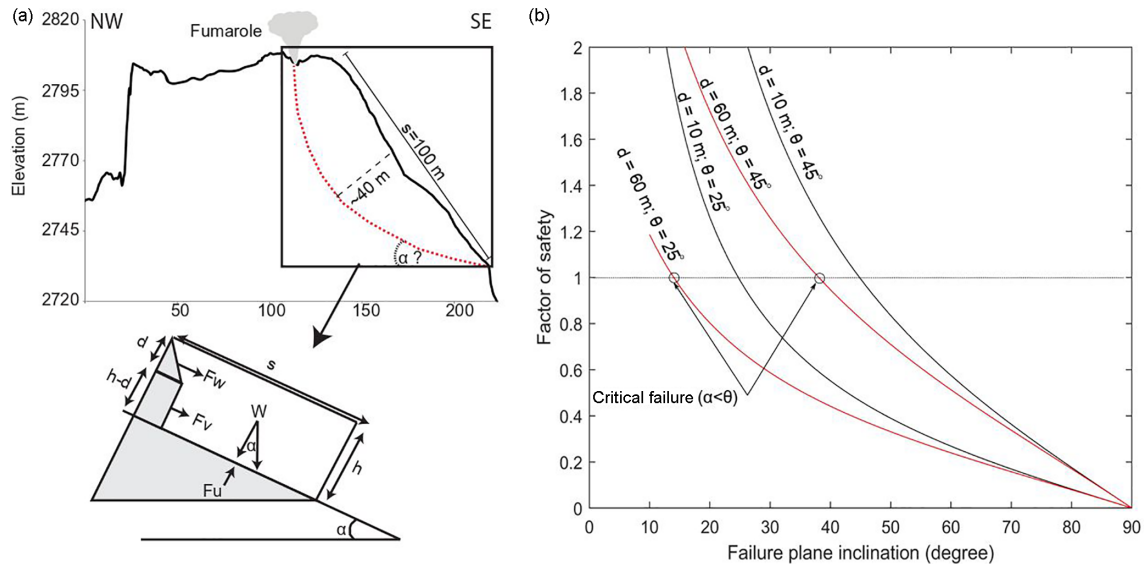 (a)
NW
SE
Fumarole
Elevation (m)
2820
2795
2770
2745
2720
50
100
150
200
s=100 m
~40 m
α ?
d
h-d
s
Fw
Fv
W
α
h
Fu
α
(b)
Factor of safety
2
1.8
1.6
1.4
1.2
1
0.8
0.6
0.4
0.2
0
d = 60 m; θ = 25°
d = 10 m; θ = 25°
d = 60 m; θ = 45°
d = 10 m; θ = 45°
Critical failure (α<θ)
0 10 20 30 40 50 60 70 80 90
Failure plane inclination (degree)